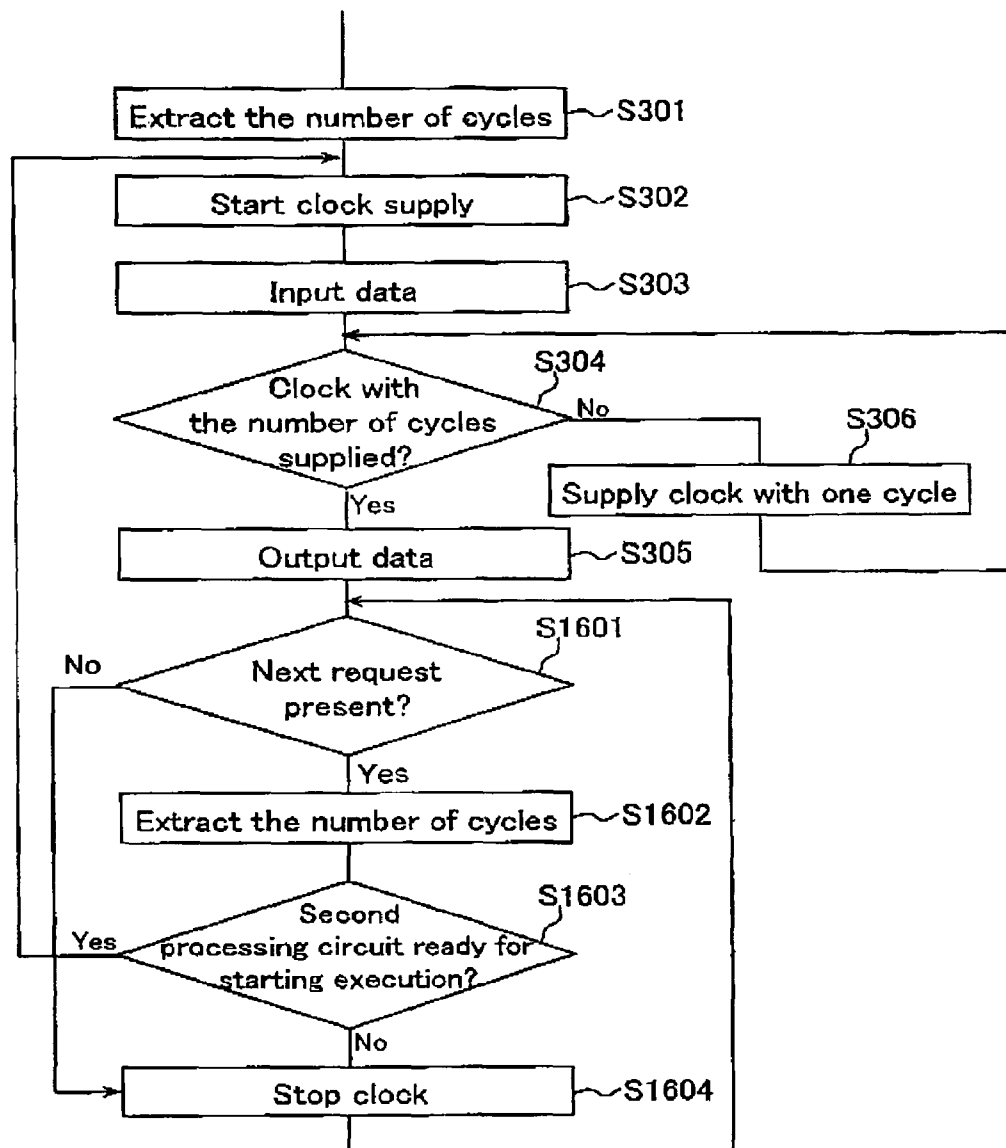 Extract the number of cycles
S301
Start clock supply
S302
Input data
S303
Clock with
the number of cycles
supplied?
S304
No
S306
Supply clock with one cycle
Yes
Output data
S305
S1601
No
Next request
present?
Yes
Extract the number of cycles
S1602
S1603
Second
processing circuit ready for
starting execution?
Yes
No
Stop clock
S1604